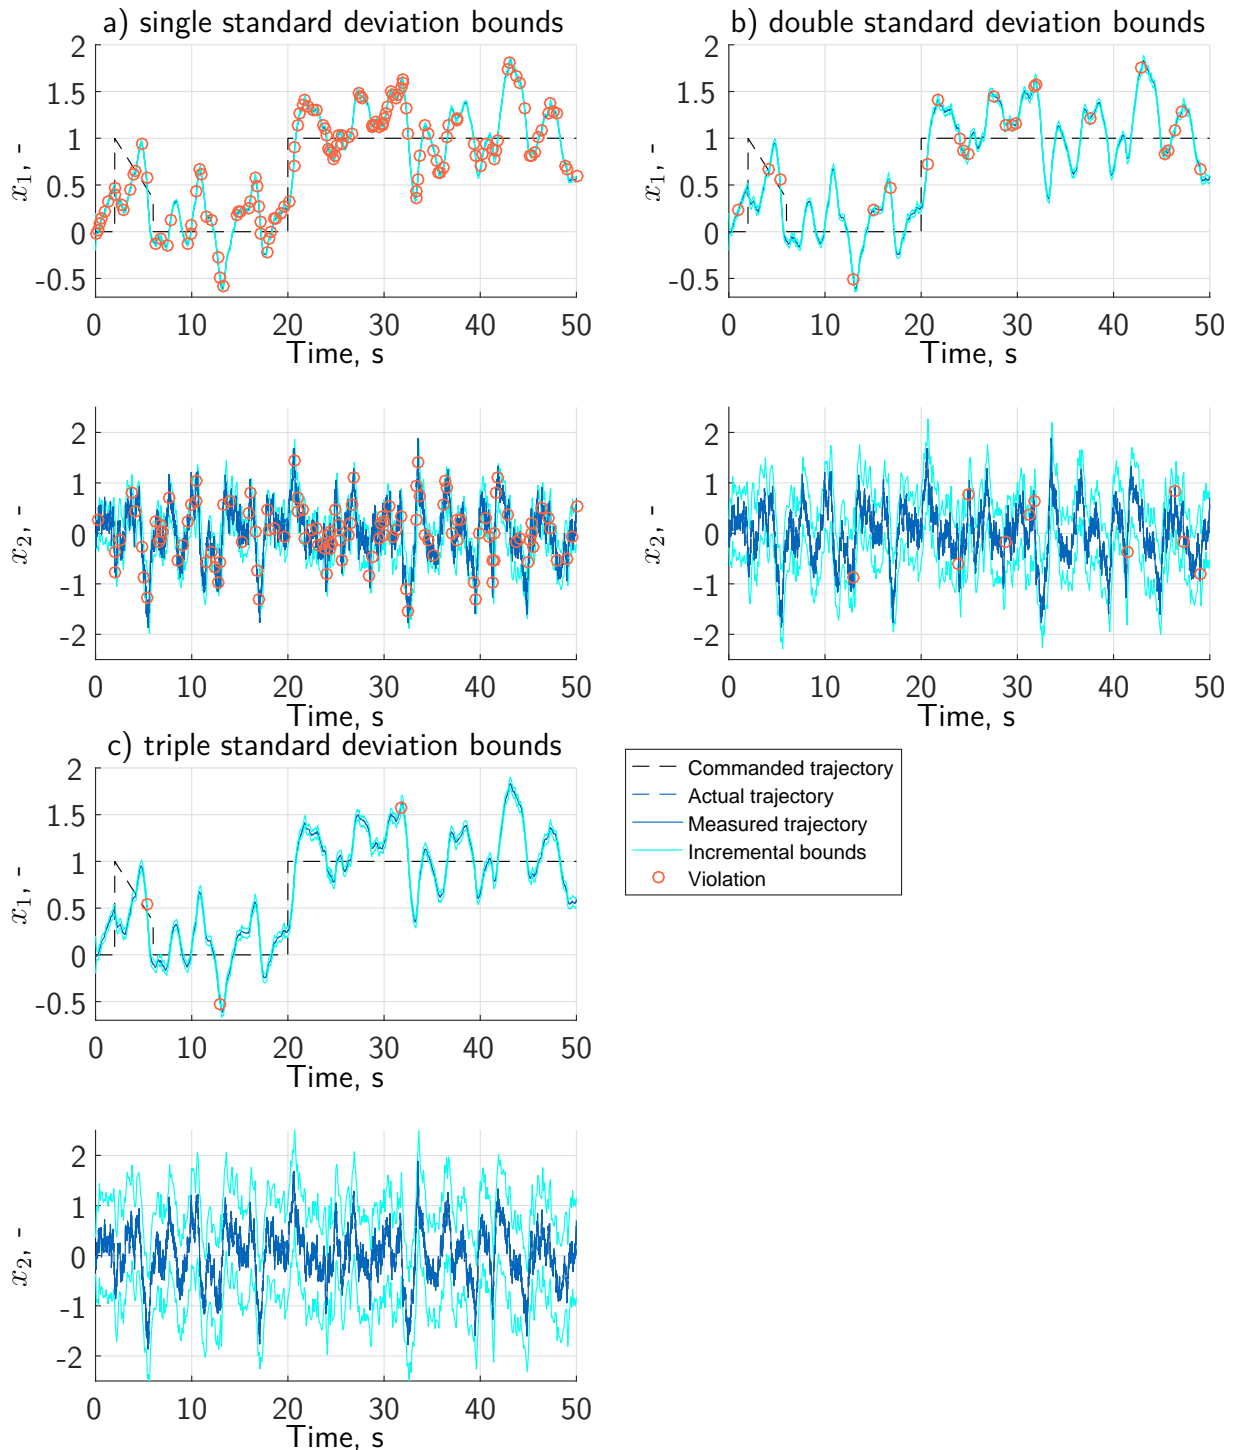 a) single standard deviation bounds
2
1.5
1
0.5
0
-0.5
x1, -
0 10 20 30 40 50
Time, s
b) double standard deviation bounds
2
1.5
1
0.5
0
-0.5
x1, -
0 10 20 30 40 50
Time, s
2
1
0
-1
-2
x2, -
0 10 20 30 40 50
Time, s
2
1
0
-1
-2
x2, -
0 10 20 30 40 50
Time, s
c) triple standard deviation bounds
2
1.5
1
0.5
0
-0.5
x1, -
0 10 20 30 40 50
Time, s
Commanded trajectory
Actual trajectory
Measured trajectory
Incremental bounds
Violation
2
1
0
-1
-2
x2, -
0 10 20 30 40 50
Time, s